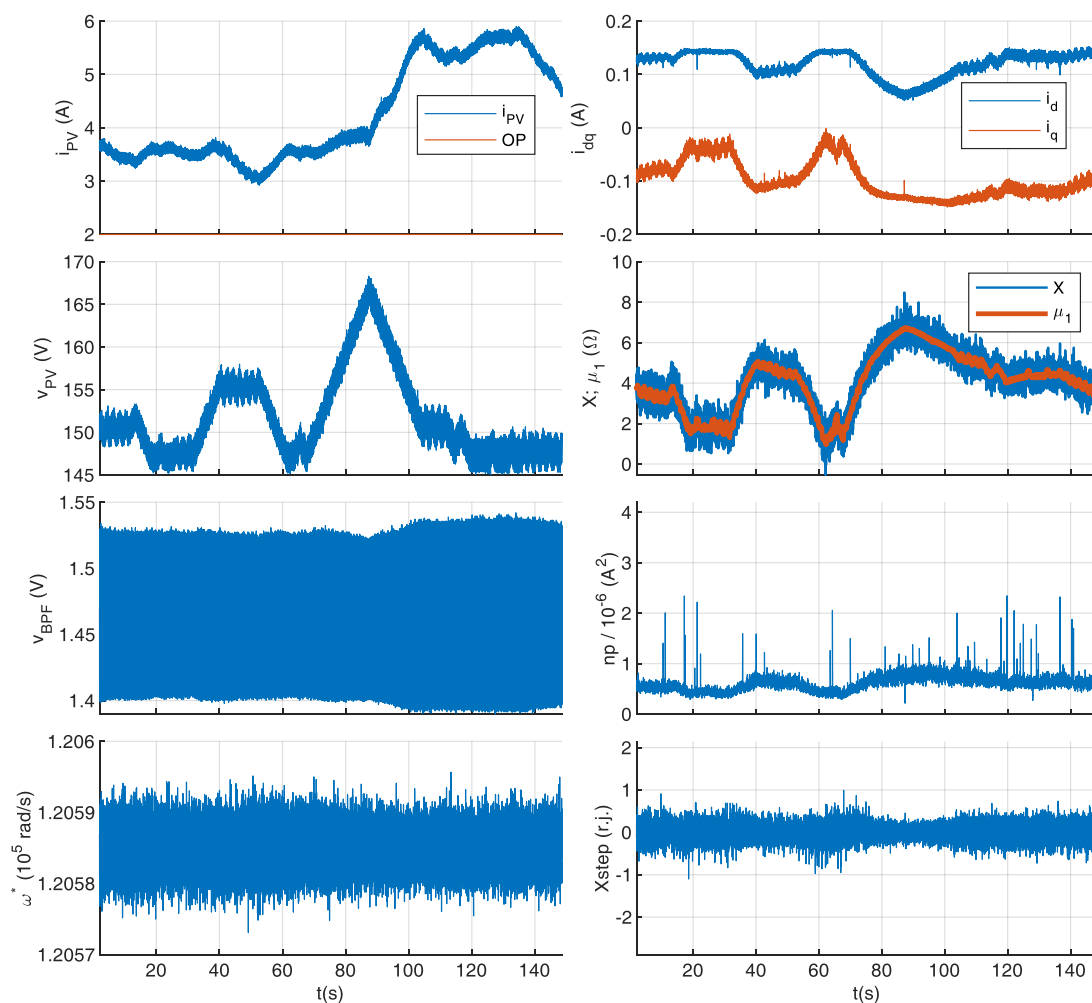 6
5
4
3
2
i_PV (A)
i_PV
OP
0.2
0.1
0
-0.1
-0.2
i_dq (A)
i_d
i_q
170
165
160
155
150
145
v_PV (V)
10
8
6
4
2
0
X; μ_1 (Ω)
X
μ_1
1.55
1.5
1.45
1.4
v_BPF (V)
4
3
2
1
0
np / 10^-6 (A^2)
1.206
1.2059
1.2058
1.2057
ω^* (10^5 rad/s)
20 40 60 80 100 120 140
t(s)
2
1
0
-1
-2
Xstep (r.j.)
20 40 60 80 100 120 140
t(s)